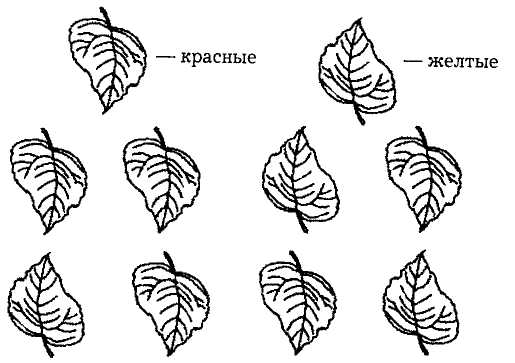 — красные
— желтые